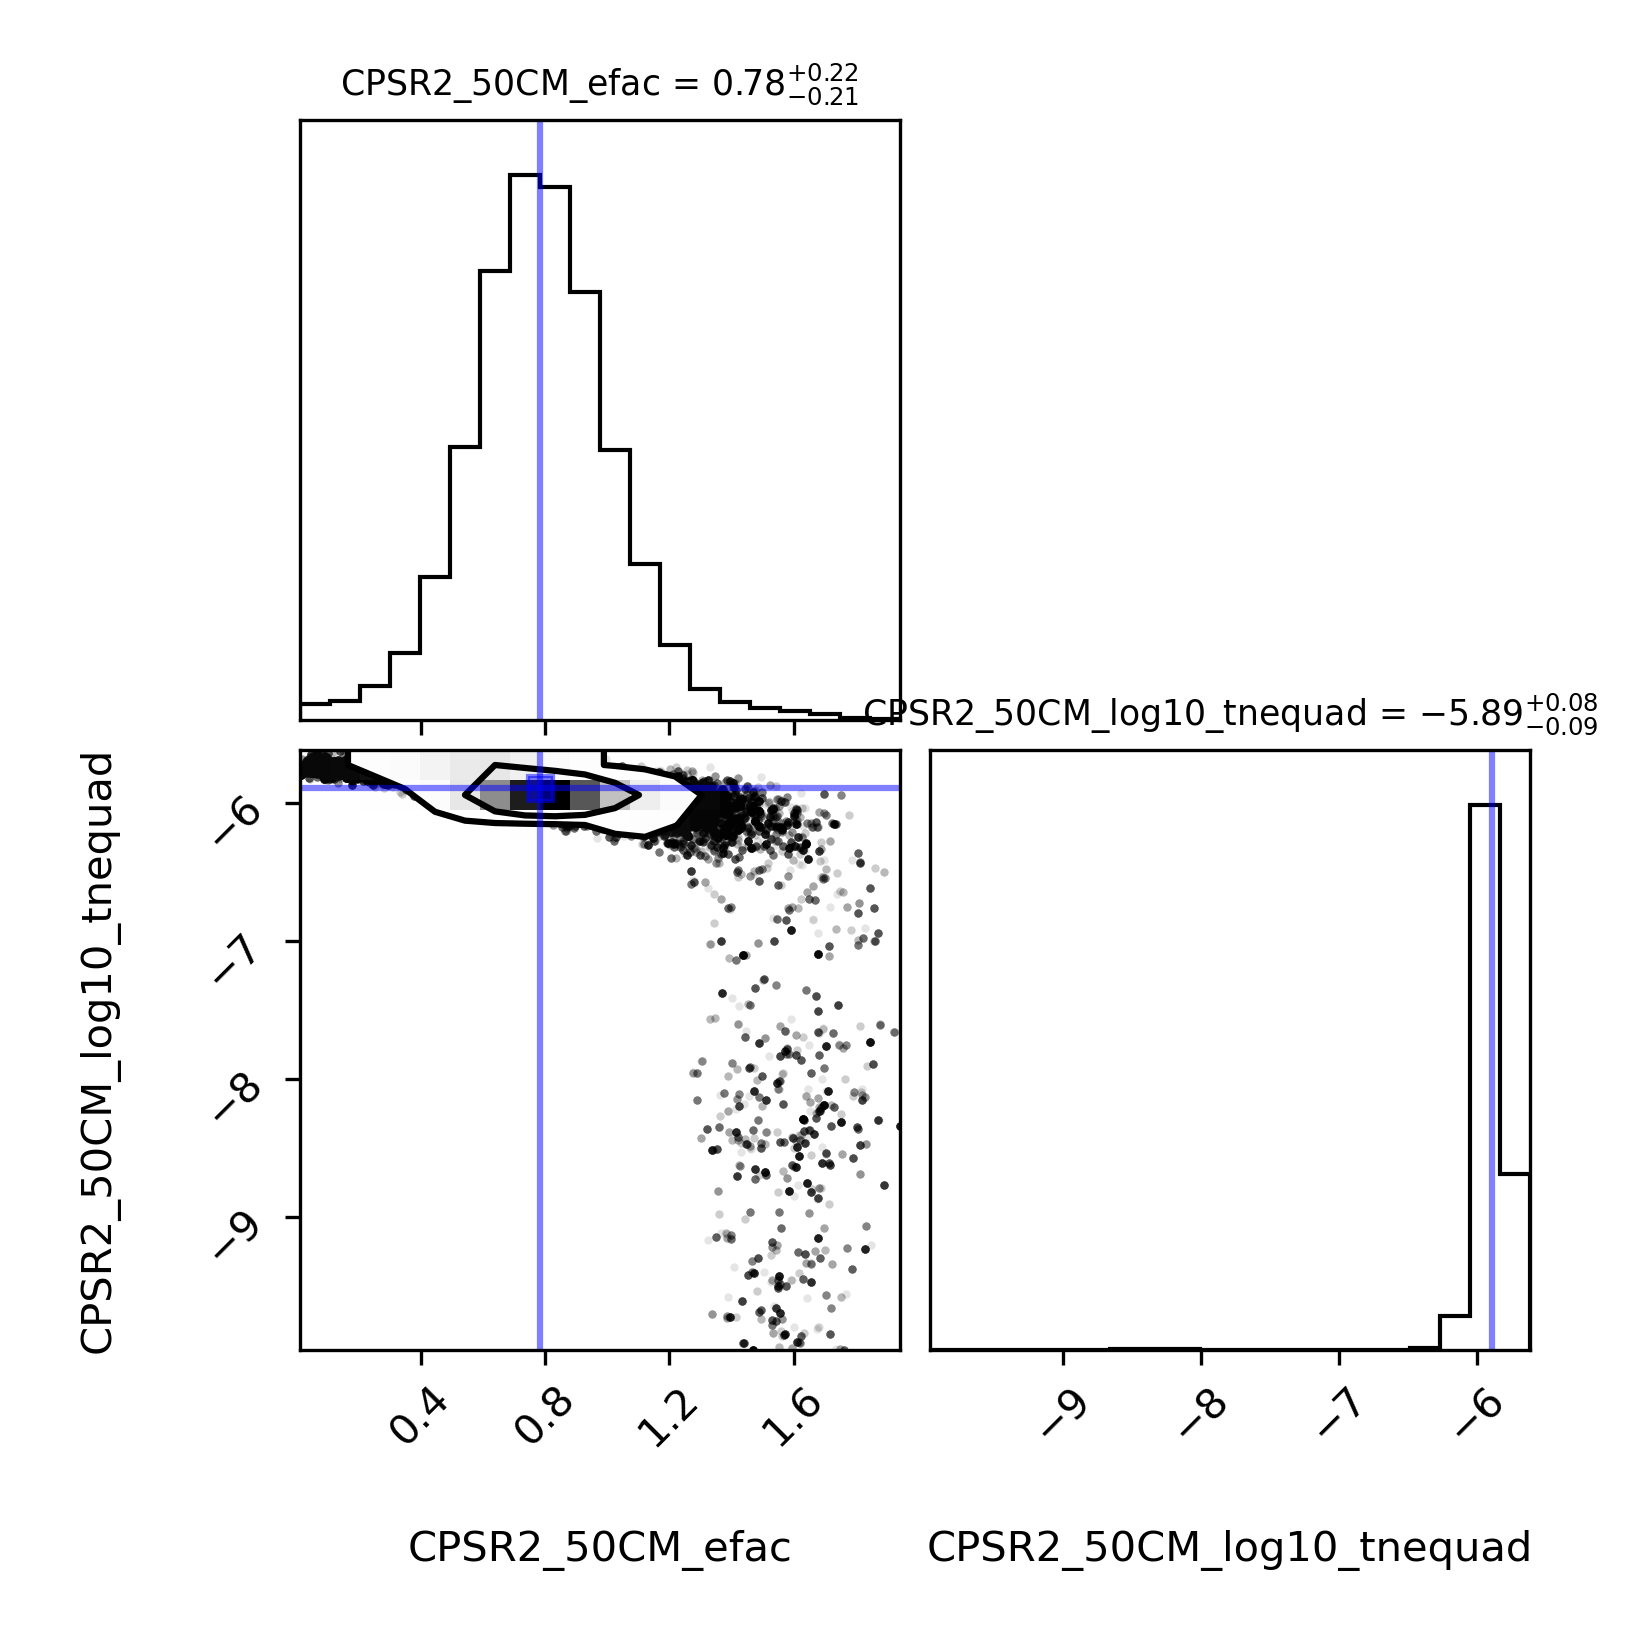 CPSR2_50CM_efac = 0.78+0.22−0.21
CPSR2_50CM_log10_tnequad = −5.89+0.08−0.09
CPSR2_50CM_log10_tnequad
−6
−7
−8
−9
0.4
0.8
1.2
1.6
−9
−8
−7
−6
CPSR2_50CM_efac
CPSR2_50CM_log10_tnequad